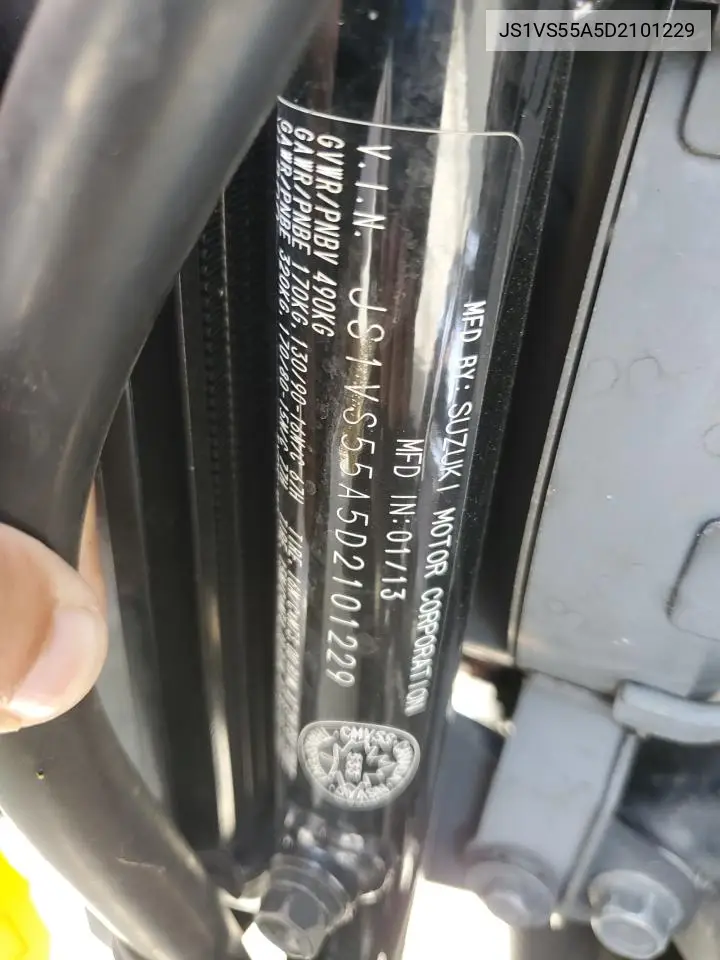 JS1VS55A5D2101229
MFD BY: SUZUKI MOTOR CORPORATION
MFD IN: 01/13
V.I.N. JS1VS55A5D2101229
GVWR/PNBV 490KG
GAWR/PNBE 170KG 130/90-16M/C 67H
GAWR/PNBE 320KG 170/80-15M/C 77H
CMVSS